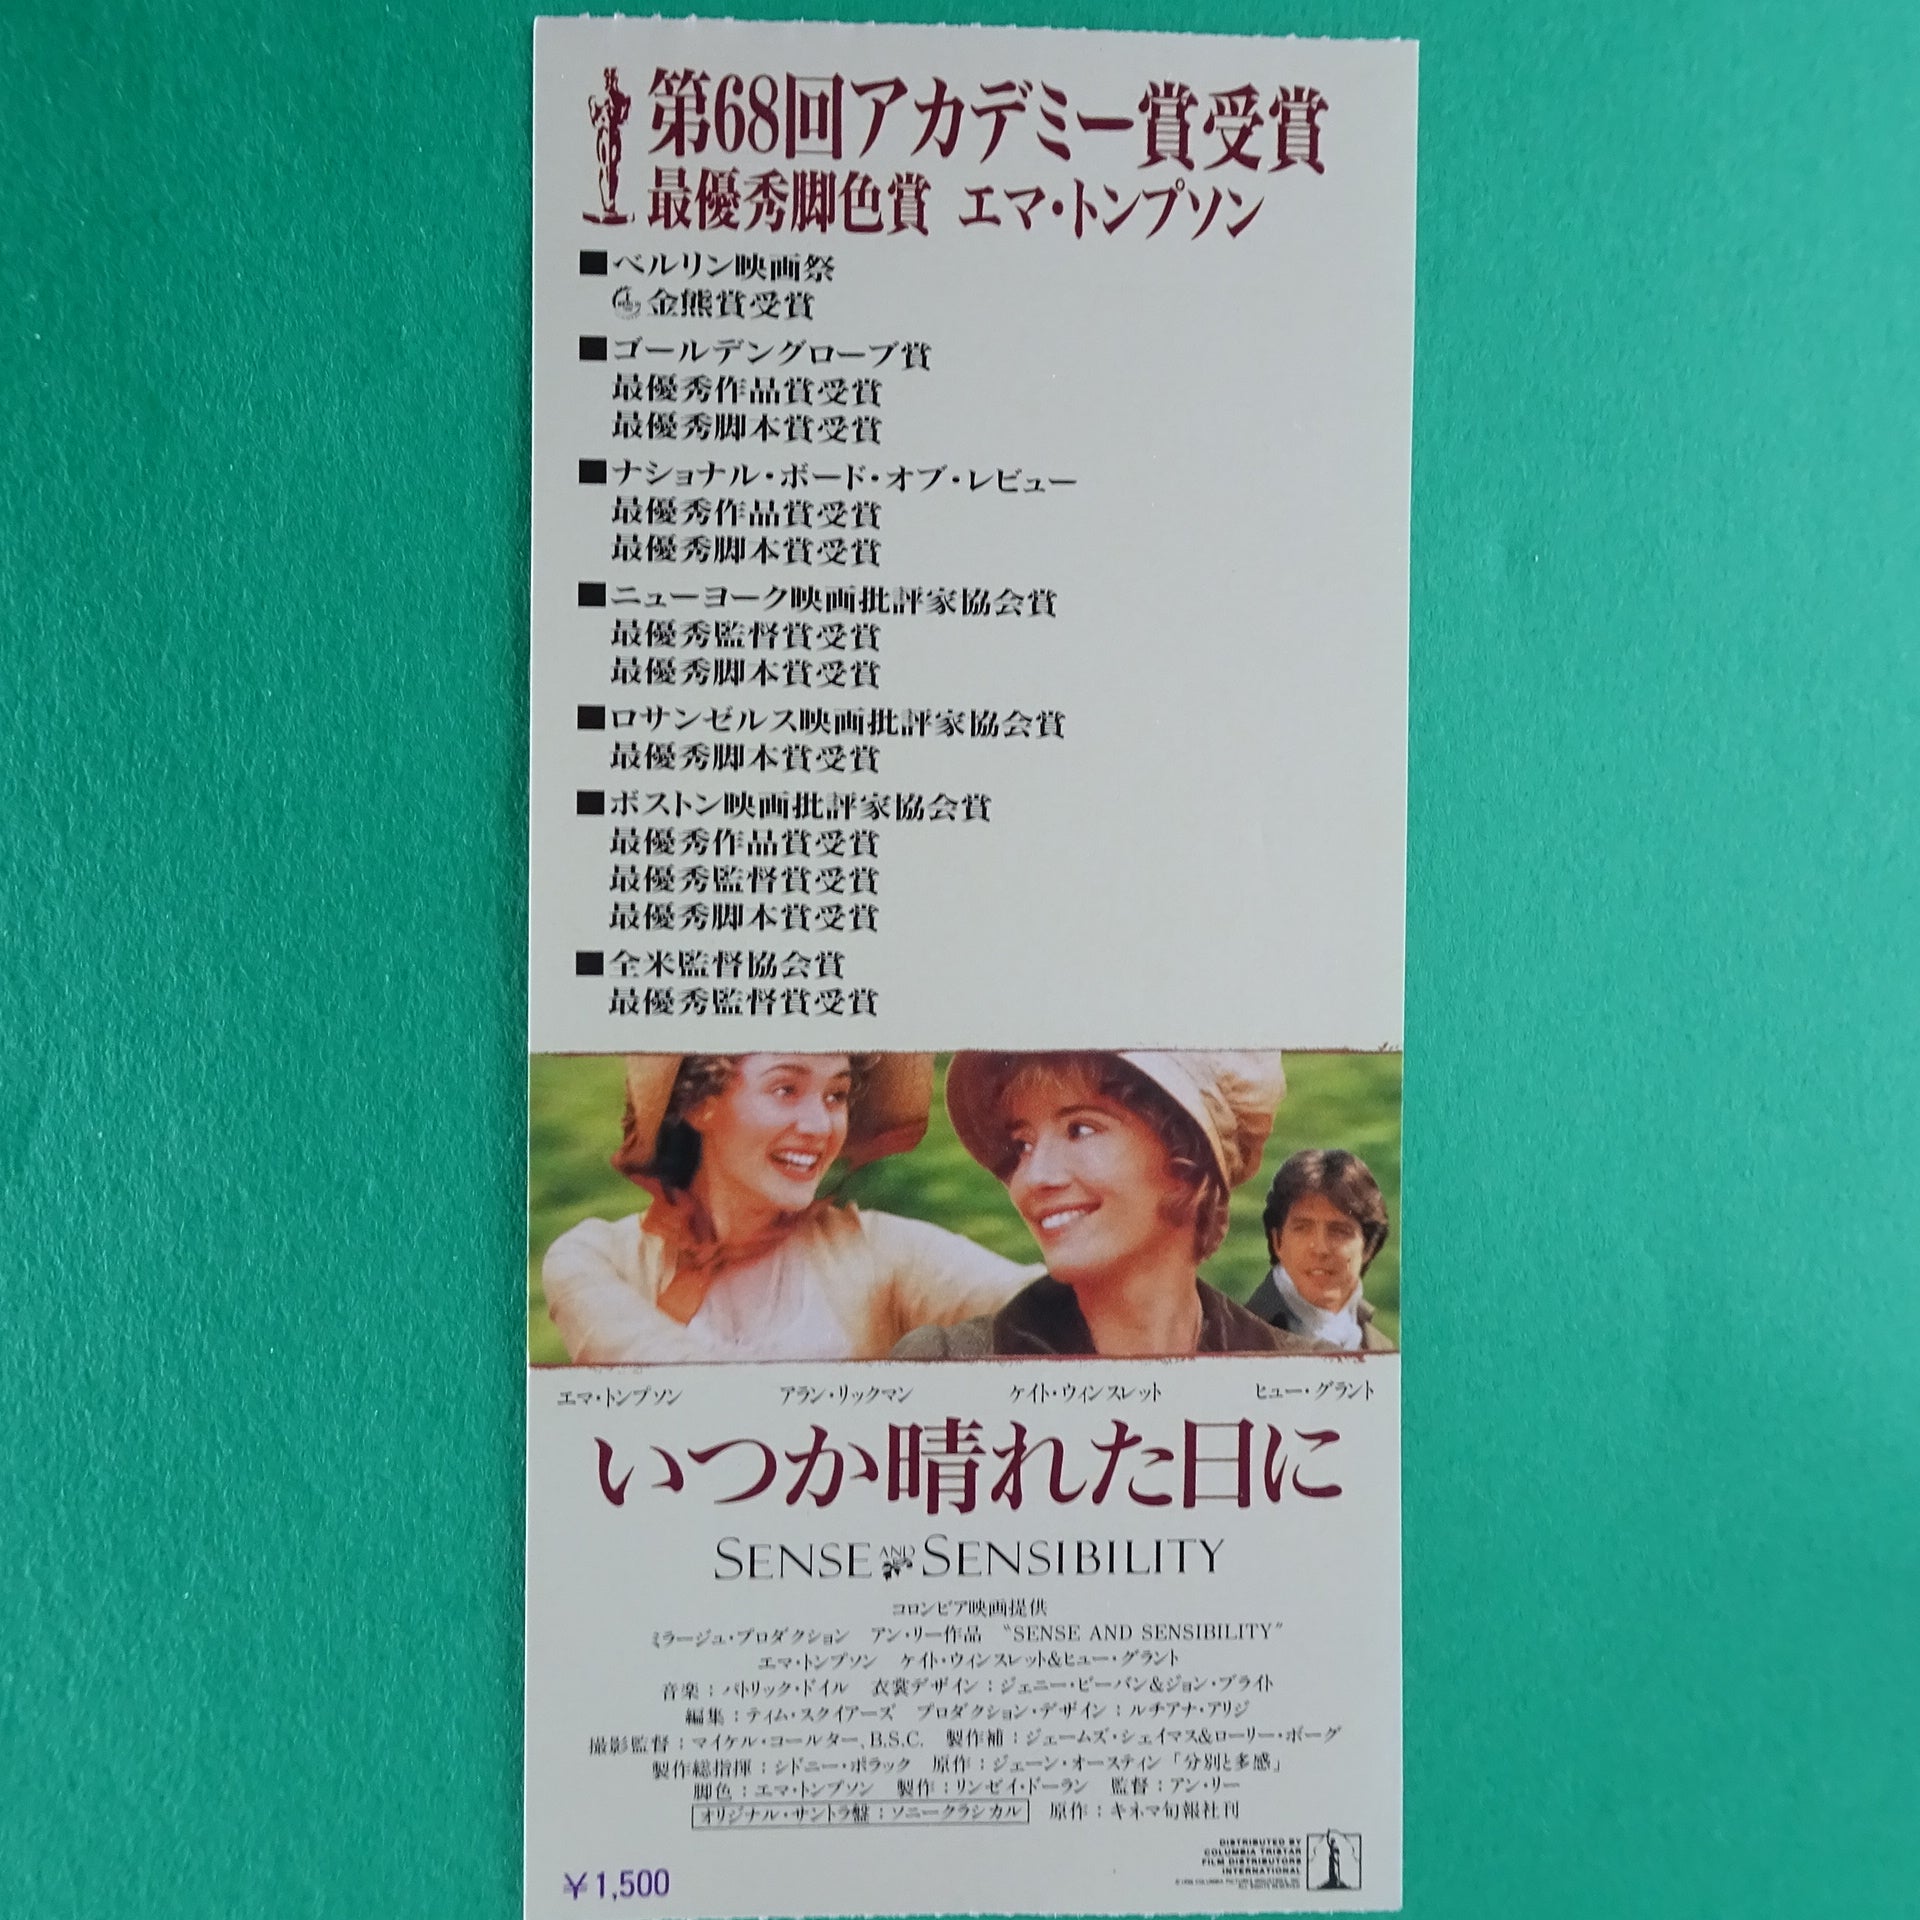 第68回アカデミー賞受賞
最優秀脚色賞 エマ・トンプソン
■ベルリン映画祭
金熊賞受賞
■ゴールデングローブ賞
最優秀作品賞受賞
最優秀脚本賞受賞
■ナショナル・ボード・オブ・レビュー
最優秀作品賞受賞
最優秀脚本賞受賞
■ニューヨーク映画批評家協会賞
最優秀監督賞受賞
最優秀脚本賞受賞
■ロサンゼルス映画批評家協会賞
最優秀脚本賞受賞
■ボストン映画批評家協会賞
最優秀作品賞受賞
最優秀監督賞受賞
最優秀脚本賞受賞
■全米監督協会賞
最優秀監督賞受賞
エマ・トンプソン アラン・リックマン ケイト・ウィンスレット ヒュー・グラント
いつか晴れた日に
SENSE AND SENSIBILITY
コロンビア映画提供
ミラージュ・プロダクション アン・リー作品 “SENSE AND SENSIBILITY”
エマ・トンプソン ケイト・ウィンスレット&ヒュー・グラント
音楽：パトリック・ドイル 衣裳デザイン：ジェニー・ビーバン&ジョン・ブライト
編集：ティム・スクイアーズ プロダクション・デザイン：ルチアナ・アリジ
撮影監督：マイケル・コールター、B.S.C. 製作補：ジェームズ・シェイマス&ローリー・ボーグ
製作総指揮：シドニー・ポラック 原作：ジェーン・オースティン「分別と多感」
脚色：エマ・トンプソン 製作：リンゼイ・ドーラン 監督：アン・リー
オリジナル・サントラ盤：ソニークラシカル 原作：キネマ旬報社刊
DISTRIBUTED BY
COLUMBIA TRISTAR
FILM DISTRIBUTORS
INTERNATIONAL
¥1,500